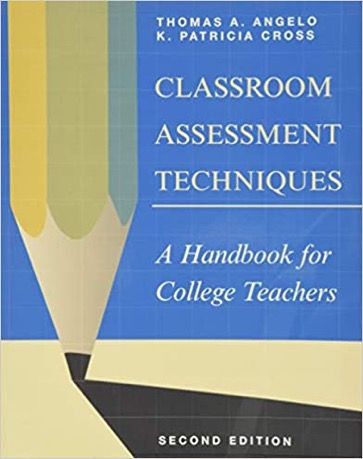 THOMAS A. ANGELO
K. PATRICIA CROSS
CLASSROOM
ASSESSMENT
TECHNIQUES
A Handbook for
College Teachers
SECOND EDITION